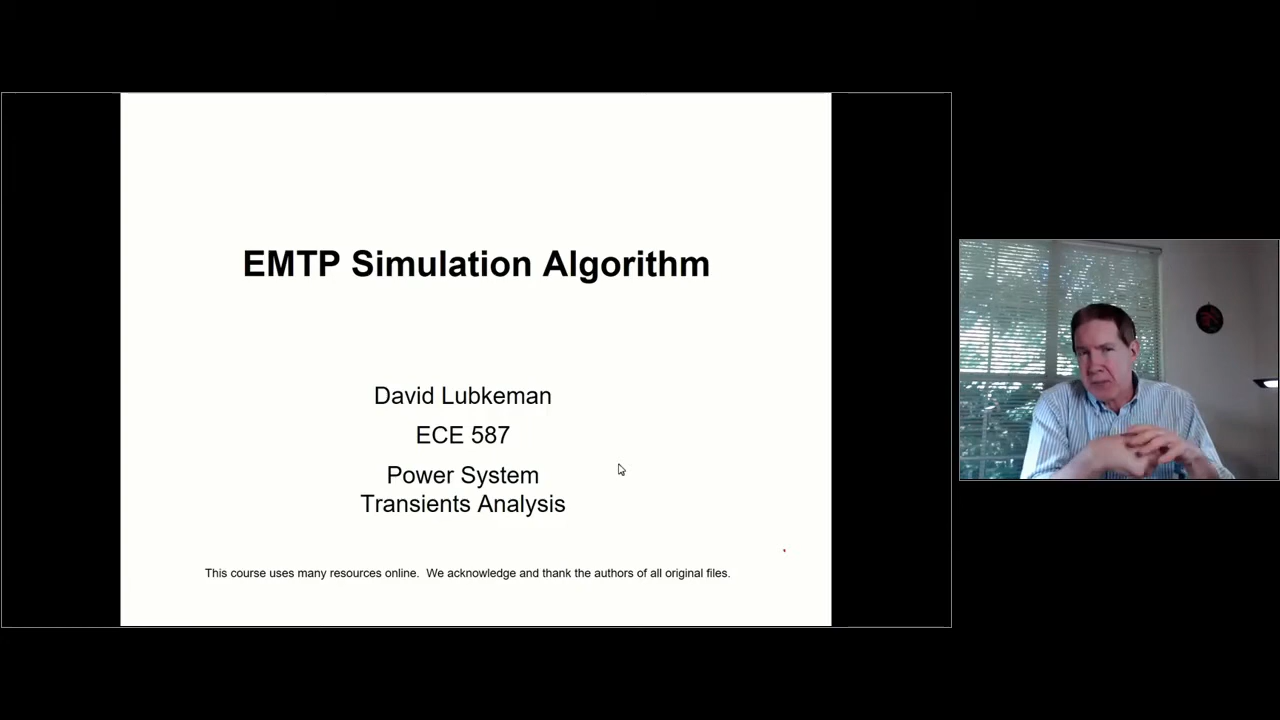 EMTP Simulation Algorithm
David Lubkeman
ECE 587
Power System
Transients Analysis
This course uses many resources online.  We acknowledge and thank the authors of all original files.